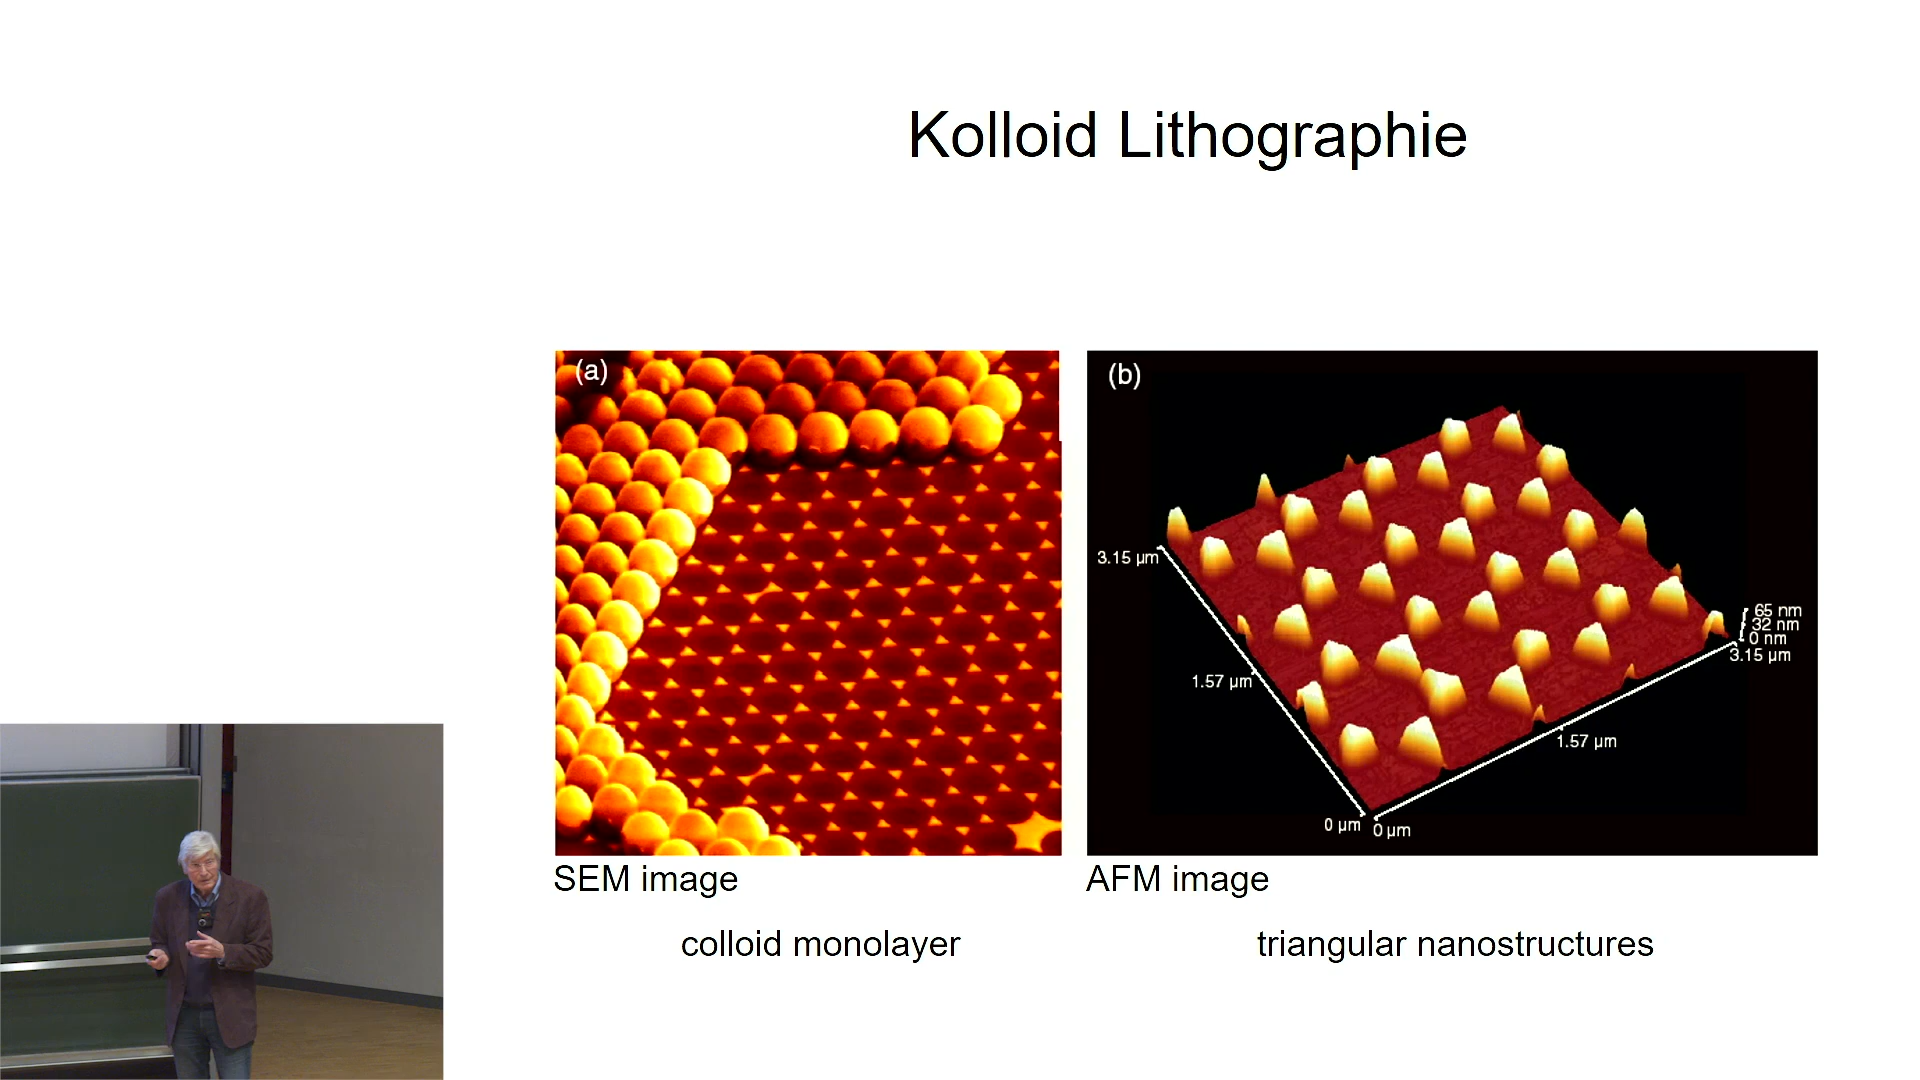 Kolloid Lithographie
(a)
(b)
3.15 µm
1.57 µm
0 µm
0 µm
1.57 µm
3.15 µm
65 nm
32 nm
0 nm
SEM image
AFM image
colloid monolayer
triangular nanostructures